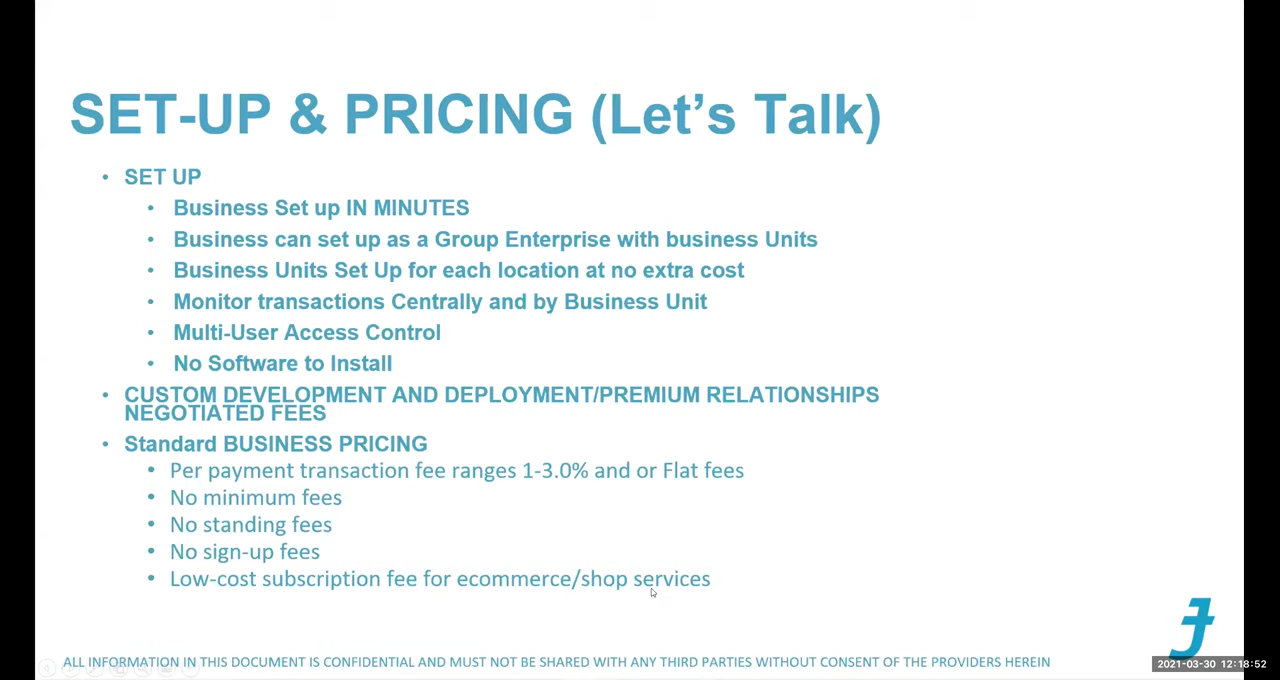 SET-UP & PRICING (Let’s Talk)
• SET UP
• Business Set up IN MINUTES
• Business can set up as a Group Enterprise with business Units
• Business Units Set Up for each location at no extra cost
• Monitor transactions Centrally and by Business Unit
• Multi-User Access Control
• No Software to Install
• CUSTOM DEVELOPMENT AND DEPLOYMENT/PREMIUM RELATIONSHIPS
NEGOTIATED FEES
• Standard BUSINESS PRICING
• Per payment transaction fee ranges 1-3.0% and or Flat fees
• No minimum fees
• No standing fees
• No sign-up fees
• Low-cost subscription fee for ecommerce/shop services
ALL INFORMATION IN THIS DOCUMENT IS CONFIDENTIAL AND MUST NOT BE SHARED WITH ANY THIRD PARTIES WITHOUT CONSENT OF THE PROVIDERS HEREIN
2021-03-30 12:18:52